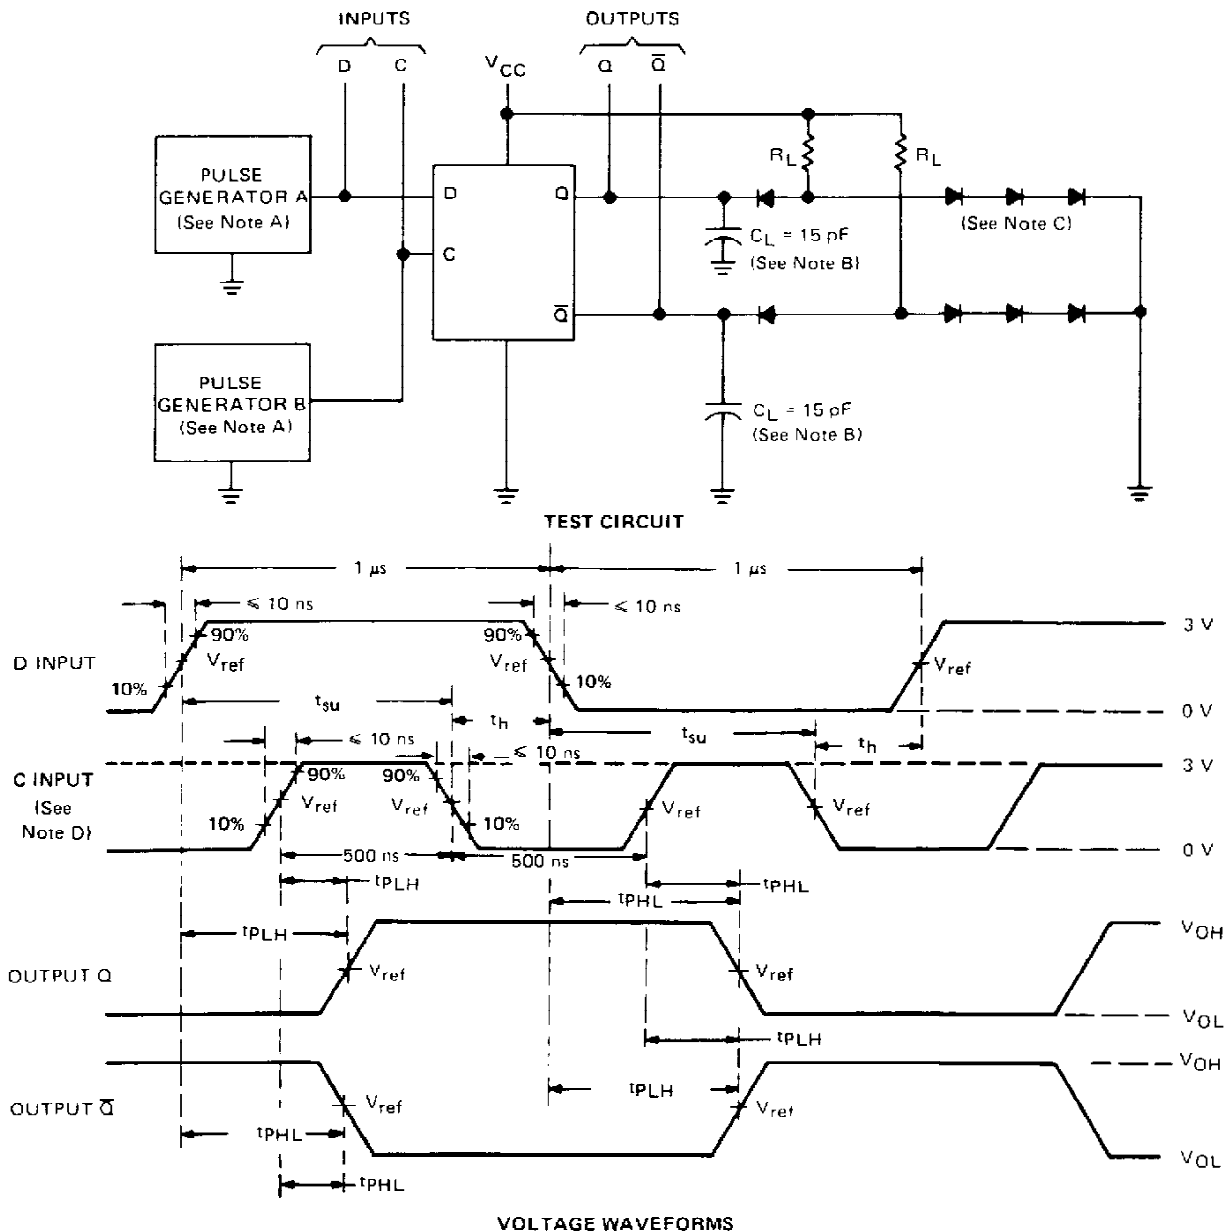 INPUTS
OUTPUTS
D C
VCC
Q Q̅
PULSE
GENERATOR A
(See Note A)
RL
RL
D
Q
C
Q̅
CL = 15 pF
(See Note B)
(See Note C)
PULSE
GENERATOR B
(See Note A)
CL = 15 pF
(See Note B)
TEST CIRCUIT
1 µs
1 µs
⩽ 10 ns
⩽ 10 ns
90%
90%
3 V
D INPUT
Vref
Vref
Vref
10%
10%
0 V
tsu
th
tsu
th
⩽ 10 ns
⩽ 10 ns
90%
90%
3 V
C INPUT
(See
Note D)
Vref
Vref
Vref
Vref
10%
10%
0 V
500 ns
500 ns
tPLH
tPHL
tPHL
tPLH
VOH
OUTPUT Q
Vref
Vref
VOL
tPLH
VOH
tPLH
OUTPUT Q̅
Vref
Vref
tPHL
VOL
tPHL
VOLTAGE WAVEFORMS